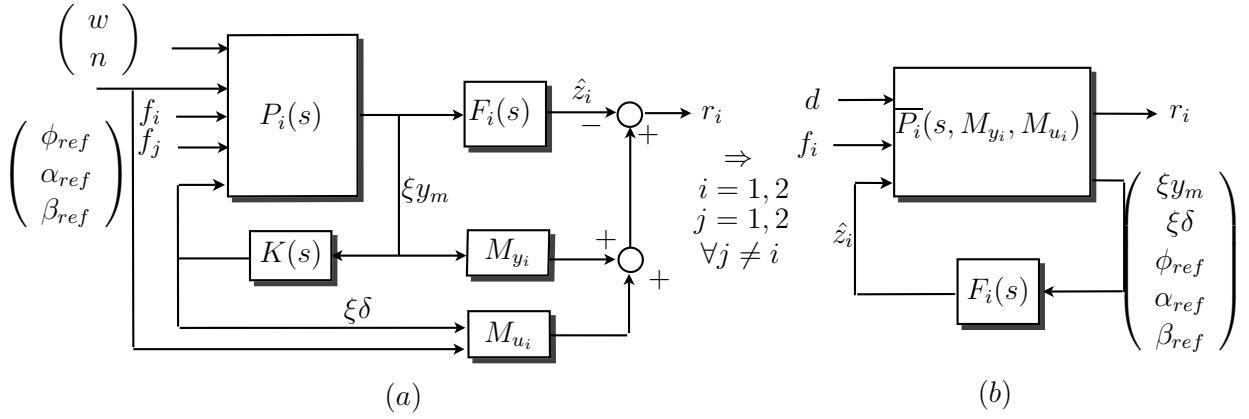 w
n
f_i
f_j
ϕ_ref
α_ref
β_ref
P_i(s)
F_i(s)
ẑ_i
−
+
r_i
ξy_m
K(s)
M_{y_i}
+
+
ξδ
M_{u_i}
(a)
⇒
i = 1, 2
j = 1, 2
∀j ≠ i
d
f_i
P̅_i(s, M_{y_i}, M_{u_i})
r_i
ẑ_i
F_i(s)
ξy_m
ξδ
ϕ_ref
α_ref
β_ref
(b)